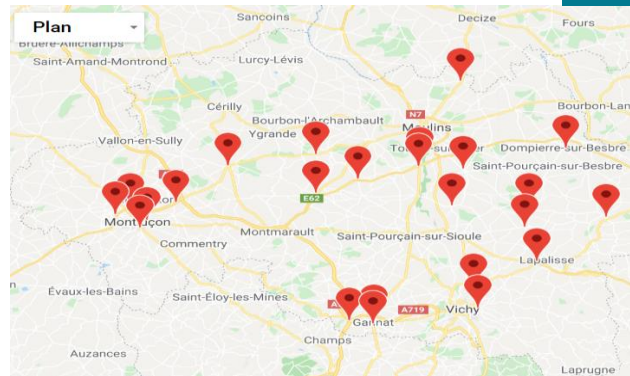 Plan
Sancoins
Decize
Fours
Bruère-Allichamps
Saint-Amand-Montrond
Lurcy-Lévis
Cérilly
Bourbon-Lan
N7
Bourbon-l'Archambault
Moulins
Ygrande
Vallon-en-Sully
Dompierre-sur-Besbre
Saint-Pourçain-sur-Besbre
E62
Montluçon
Montmarault
Saint-Pourçain-sur-Sioule
Commentry
Lapalisse
Évaux-les-Bains
Saint-Éloy-les-Mines
A719
Vichy
Gannat
Champs
Auzances
Laprugne